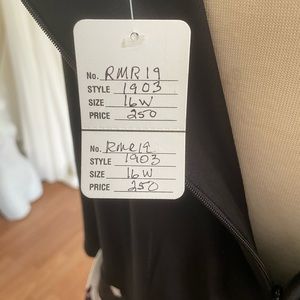 No. RMR19
STYLE 1903
SIZE 16W
PRICE 250
No. RMR19
STYLE 1903
SIZE 16W
PRICE 250